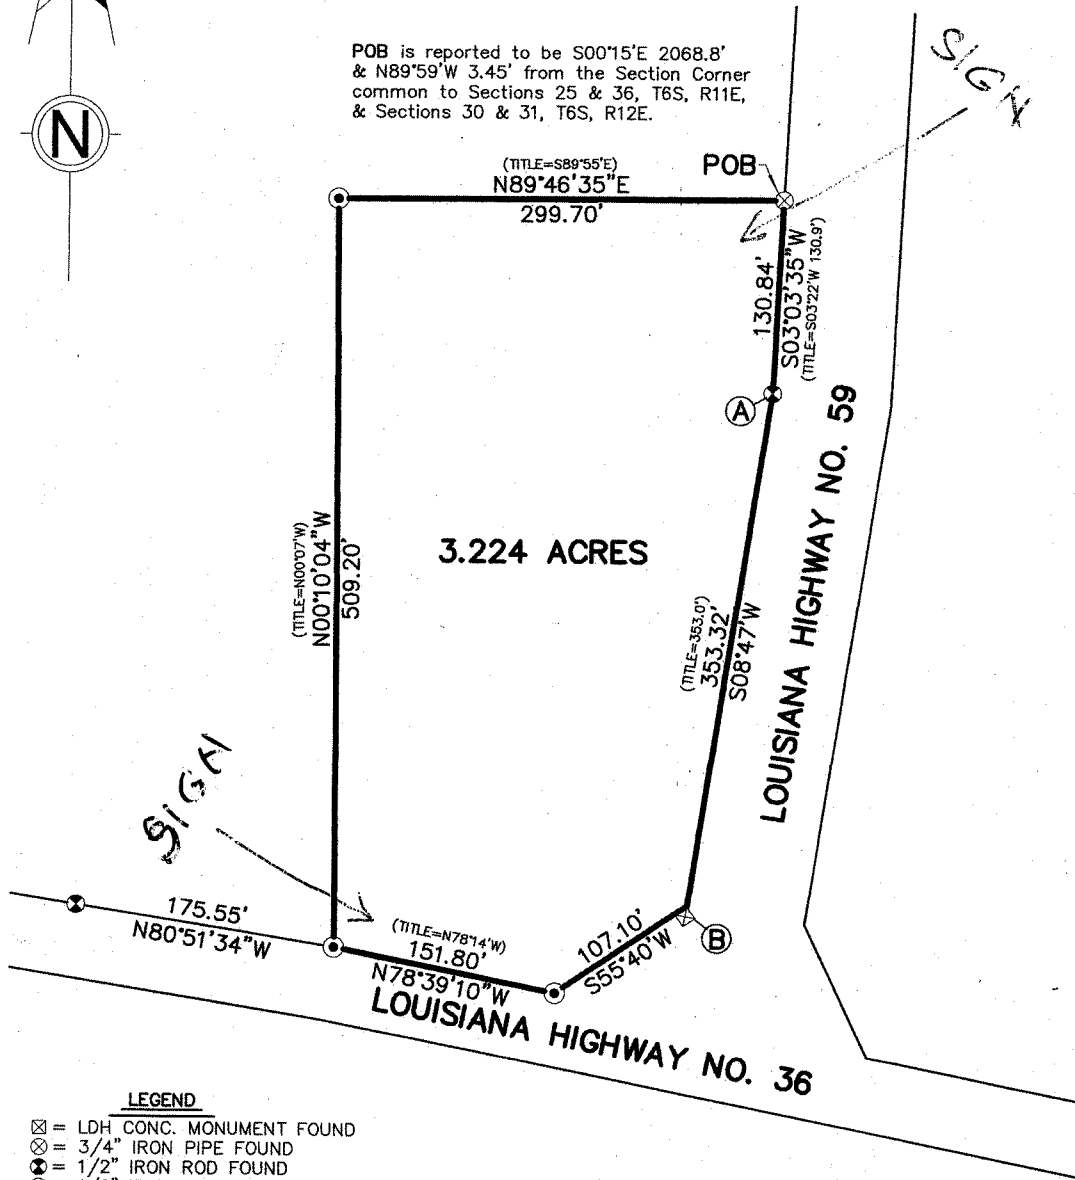 POB is reported to be S00°15'E 2068.8'
& N89°59'W 3.45' from the Section Corner
common to Sections 25 & 36, T6S, R11E,
& Sections 30 & 31, T6S, R12E.
SIGN
N
(TITLE=S89°55'E)
N89°46'35"E
299.70'
POB
130.84'
S03°03'35"W
(TITLE=S03°22'W 130.9')
A
LOUISIANA HIGHWAY NO. 59
3.224 ACRES
(TITLE=N00°07'W)
N00°10'04"W
509.20'
(TITLE=353.0')
353.32'
S08°47'W
SIGN
175.55'
N80°51'34"W
(TITLE=N78°14'W)
151.80'
N78°39'10"W
107.10'
S55°40'W
B
LOUISIANA HIGHWAY NO. 36
LEGEND
= LDH CONC. MONUMENT FOUND
= 3/4" IRON PIPE FOUND
= 1/2" IRON ROD FOUND